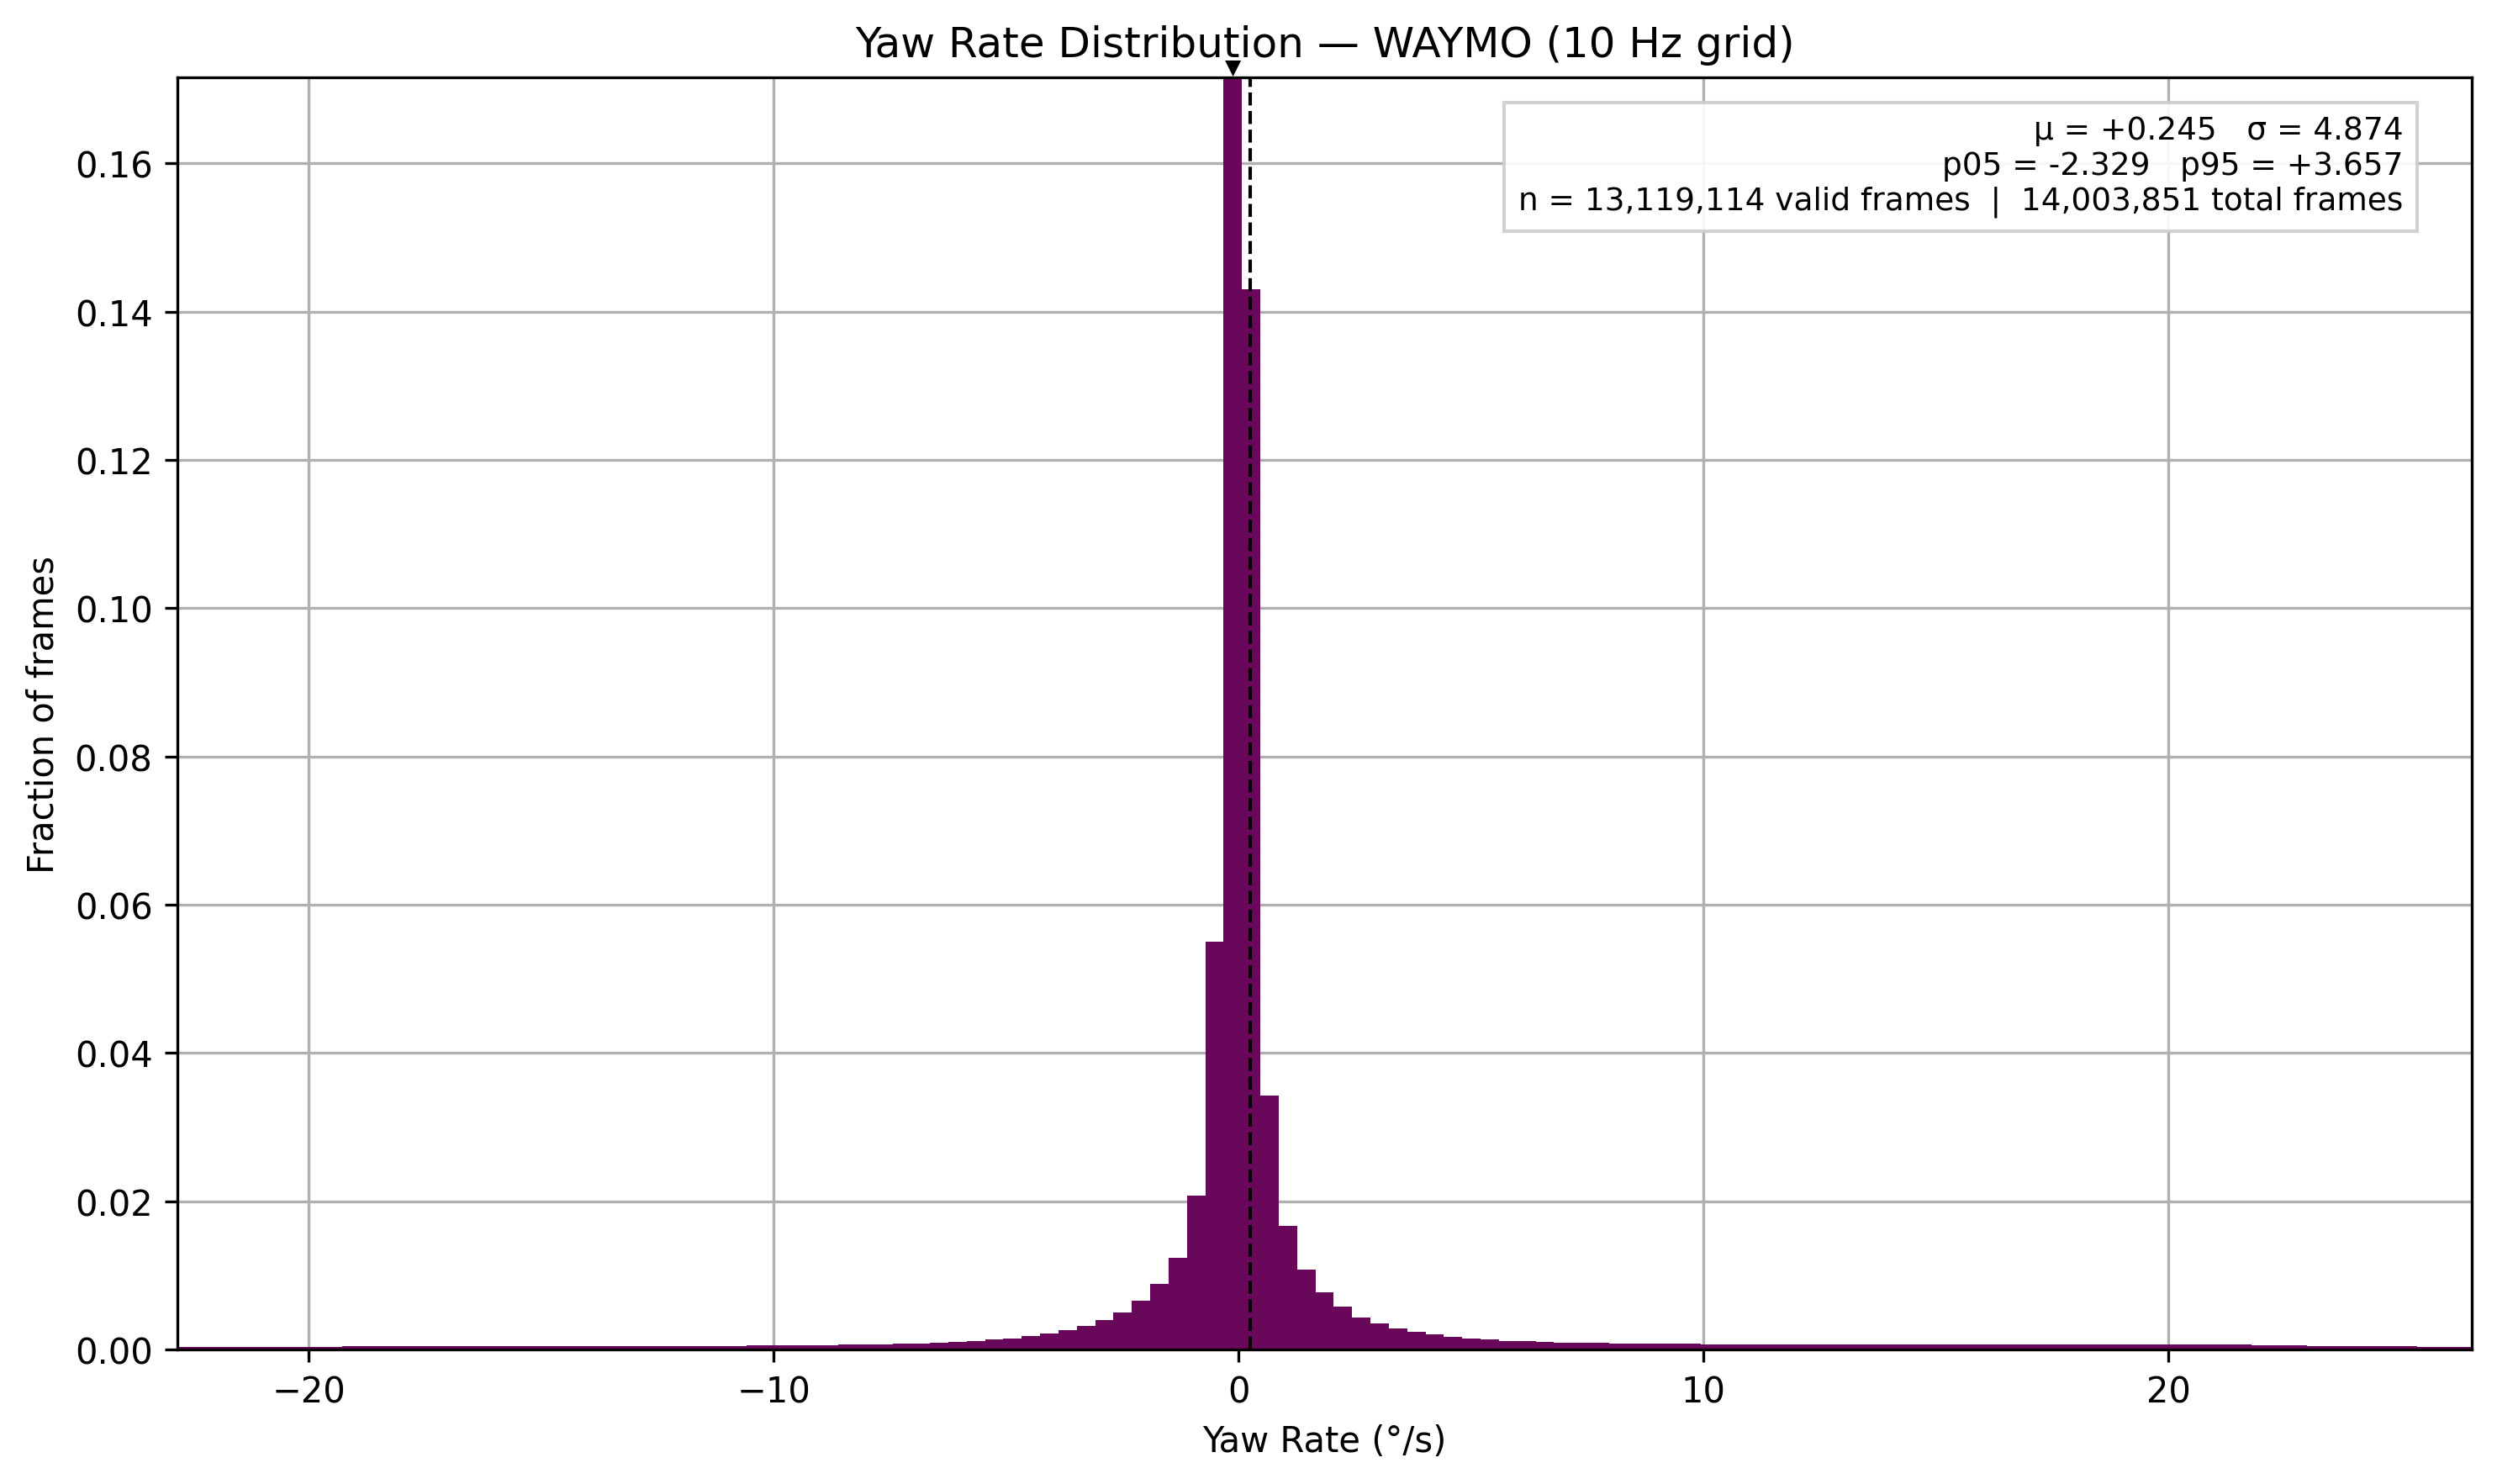 Yaw Rate Distribution — WAYMO (10 Hz grid)
μ = +0.245   σ = 4.874
p05 = -2.329   p95 = +3.657
n = 13,119,114 valid frames  |  14,003,851 total frames
Fraction of frames
0.16
0.14
0.12
0.10
0.08
0.06
0.04
0.02
0.00
−20
−10
0
10
20
Yaw Rate (°/s)